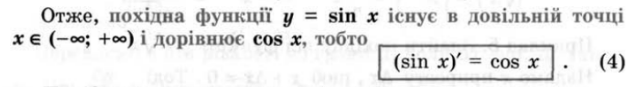 Отже, похідна функції y = sin x існує в довільній точці
x ∈ (−∞; +∞) і дорівнює cos x, тобто
(sin x)′ = cos x . (4)